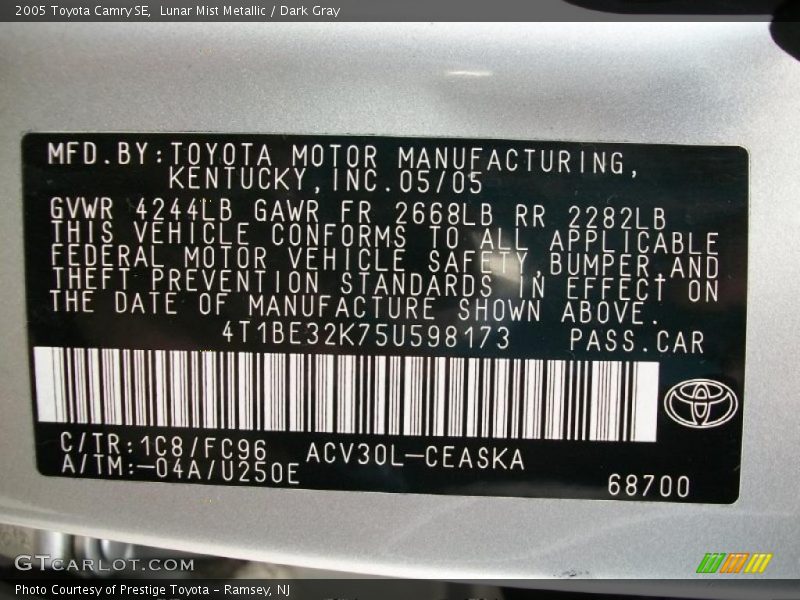 2005 Toyota Camry SE,  Lunar Mist Metallic / Dark Gray
MFD.BY:TOYOTA MOTOR MANUFACTURING,
KENTUCKY,INC.05/05
GVWR 4244LB GAWR FR 2668LB RR 2282LB
THIS VEHICLE CONFORMS TO ALL APPLICABLE
FEDERAL MOTOR VEHICLE SAFETY,BUMPER,AND
THEFT PREVENTION STANDARDS IN EFFECT ON
THE DATE OF MANUFACTURE SHOWN ABOVE.
4T1BE32K75U598173 PASS.CAR
C/TR:1C8/FC96 ACV30L-CEASKA
A/TM:-04A/U250E
68700
GTCARLOT.COM
Photo Courtesy of Prestige Toyota - Ramsey, NJ